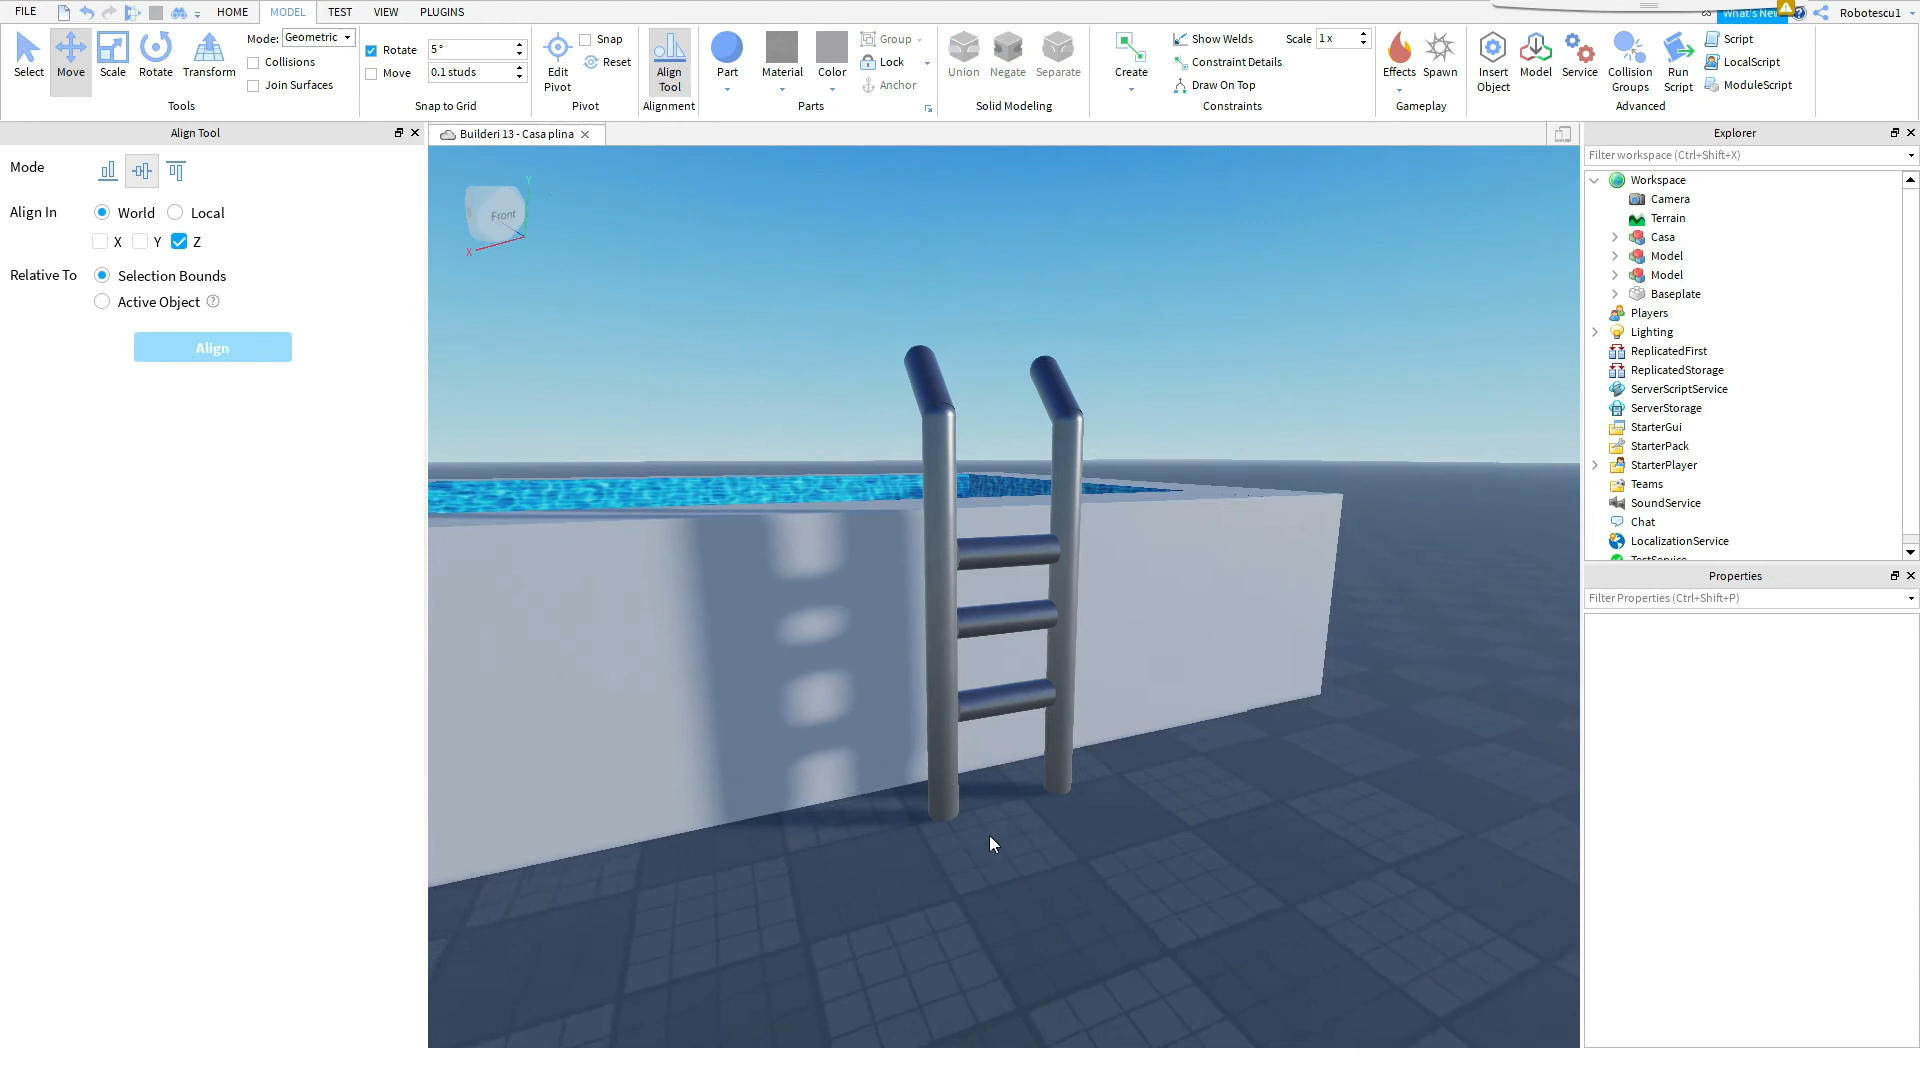 FILE HOME MODEL TEST VIEW PLUGINS What's New Robotescu1
Select Move Scale Rotate Transform
Mode: Geometric
Collisions
Join Surfaces
Tools
Rotate 5 °
Move 0.1 studs
Snap to Grid
Edit Pivot
Snap
Reset
Pivot
Align Tool
Alignment
Part Material Color
Group
Lock
Anchor
Parts
Union Negate Separate
Solid Modeling
Create
Show Welds Scale 1 x
Constraint Details
Draw On Top
Constraints
Effects Spawn
Gameplay
Insert Object Model Service Collision Groups Run Script
Script
LocalScript
ModuleScript
Advanced
Align Tool
Mode
Align In World Local
X Y Z
Relative To Selection Bounds
Active Object ?
Align
Builderi 13 - Casa plina
Front
Y
X
Explorer
Filter workspace (Ctrl+Shift+X)
Workspace
Camera
Terrain
Casa
Model
Model
Baseplate
Players
Lighting
ReplicatedFirst
ReplicatedStorage
ServerScriptService
ServerStorage
StarterGui
StarterPack
StarterPlayer
Teams
SoundService
Chat
LocalizationService
TestService
Properties
Filter Properties (Ctrl+Shift+P)